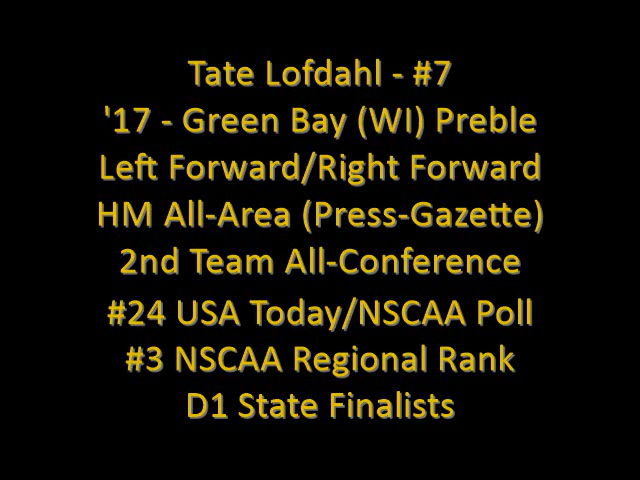 Tate Lofdahl - #7
'17 - Green Bay (WI) Preble
Left Forward/Right Forward
HM All-Area (Press-Gazette)
2nd Team All-Conference
#24 USA Today/NSCAA Poll
#3 NSCAA Regional Rank
D1 State Finalists